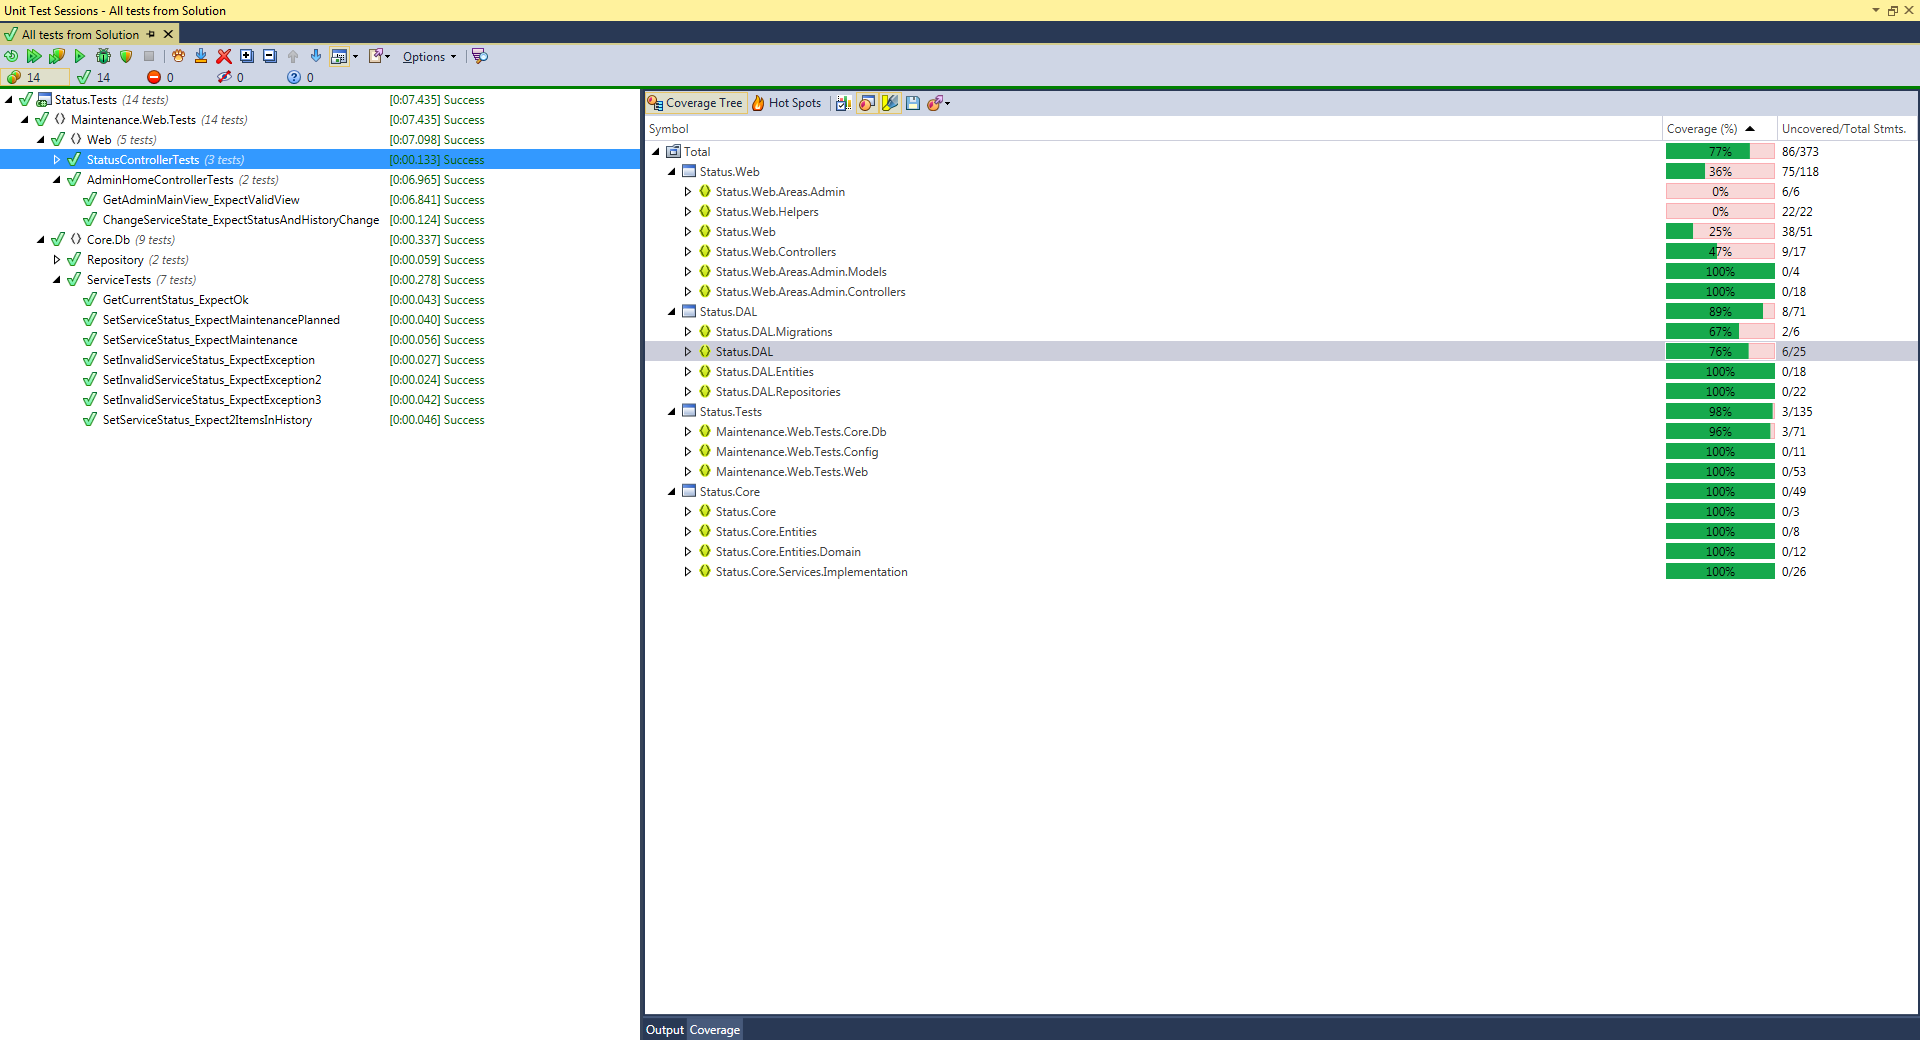 Unit Test Sessions - All tests from Solution
All tests from Solution
Options
14 14 0 0 0
Status.Tests (14 tests) [0:07.435] Success
Maintenance.Web.Tests (14 tests) [0:07.435] Success
Web (5 tests) [0:07.098] Success
StatusControllerTests (3 tests) [0:00.133] Success
AdminHomeControllerTests (2 tests) [0:06.965] Success
GetAdminMainView_ExpectValidView [0:06.841] Success
ChangeServiceState_ExpectStatusAndHistoryChange [0:00.124] Success
Core.Db (9 tests) [0:00.337] Success
Repository (2 tests) [0:00.059] Success
ServiceTests (7 tests) [0:00.278] Success
GetCurrentStatus_ExpectOk [0:00.043] Success
SetServiceStatus_ExpectMaintenancePlanned [0:00.040] Success
SetServiceStatus_ExpectMaintenance [0:00.056] Success
SetInvalidServiceStatus_ExpectException [0:00.027] Success
SetInvalidServiceStatus_ExpectException2 [0:00.024] Success
SetInvalidServiceStatus_ExpectException3 [0:00.042] Success
SetServiceStatus_Expect2ItemsInHistory [0:00.046] Success
Coverage Tree Hot Spots
Symbol Coverage (%) Uncovered/Total Stmts.
Total 77% 86/373
Status.Web 36% 75/118
Status.Web.Areas.Admin 0% 6/6
Status.Web.Helpers 0% 22/22
Status.Web 25% 38/51
Status.Web.Controllers 47% 9/17
Status.Web.Areas.Admin.Models 100% 0/4
Status.Web.Areas.Admin.Controllers 100% 0/18
Status.DAL 89% 8/71
Status.DAL.Migrations 67% 2/6
Status.DAL 76% 6/25
Status.DAL.Entities 100% 0/18
Status.DAL.Repositories 100% 0/22
Status.Tests 98% 3/135
Maintenance.Web.Tests.Core.Db 96% 3/71
Maintenance.Web.Tests.Config 100% 0/11
Maintenance.Web.Tests.Web 100% 0/53
Status.Core 100% 0/49
Status.Core 100% 0/3
Status.Core.Entities 100% 0/8
Status.Core.Entities.Domain 100% 0/12
Status.Core.Services.Implementation 100% 0/26
Output Coverage